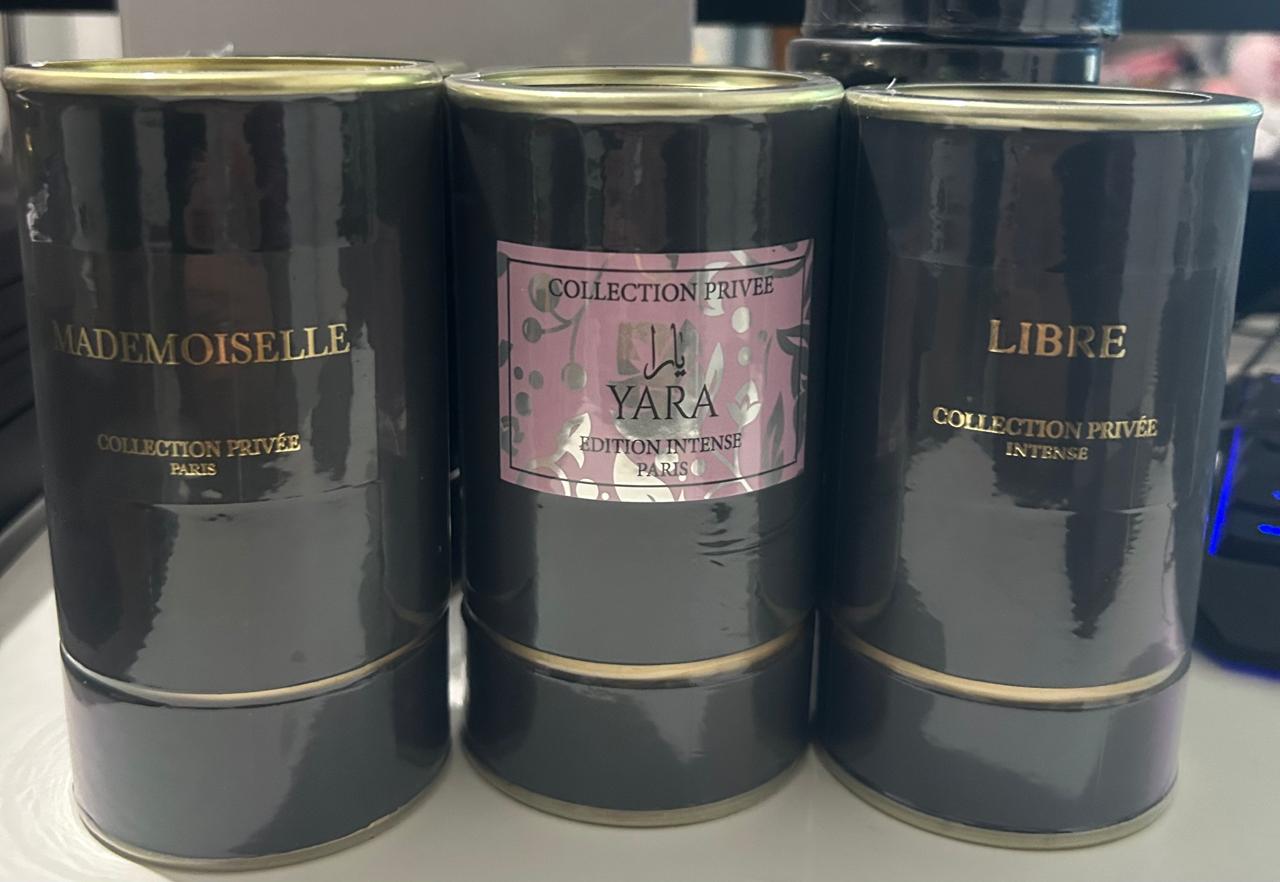 MADEMOISELLE
COLLECTION PRIVÉE
PARIS
COLLECTION PRIVEE
يارا
YARA
EDITION INTENSE
PARIS
LIBRE
COLLECTION PRIVÉE
INTENSE